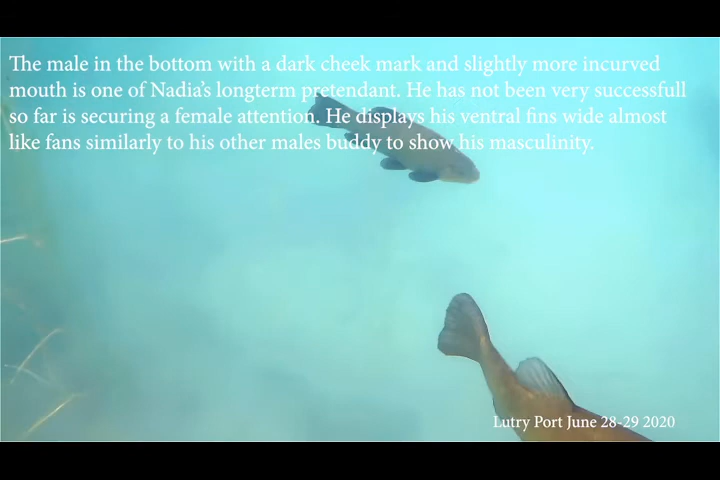 The male in the bottom with a dark cheek mark and slightly more incurved
mouth is one of Nadia's longterm pretendant. He has not been very successfull
so far is securing a female attention. He displays his ventral fins wide almost
like fans similarly to his other males buddy to show his masculinity.
Lutry Port June 28-29 2020